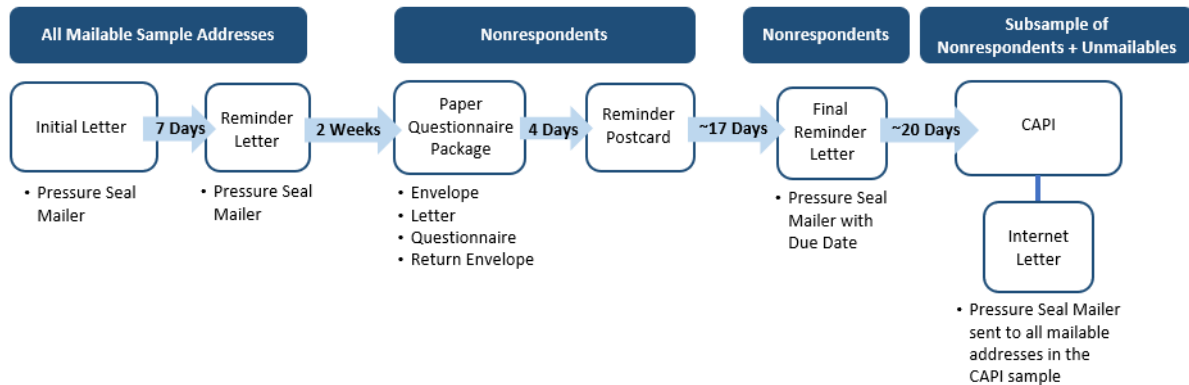 All Mailable Sample Addresses
Nonrespondents
Nonrespondents
Subsample of
Nonrespondents + Unmailables
Initial Letter
7 Days
Reminder
Letter
2 Weeks
Paper
Questionnaire
Package
4 Days
Reminder
Postcard
~17 Days
Final
Reminder
Letter
~20 Days
CAPI
• Pressure Seal
Mailer
• Pressure Seal
Mailer
• Envelope
• Letter
• Questionnaire
• Return Envelope
• Pressure Seal
Mailer with
Due Date
Internet
Letter
• Pressure Seal Mailer
sent to all mailable
addresses in the
CAPI sample